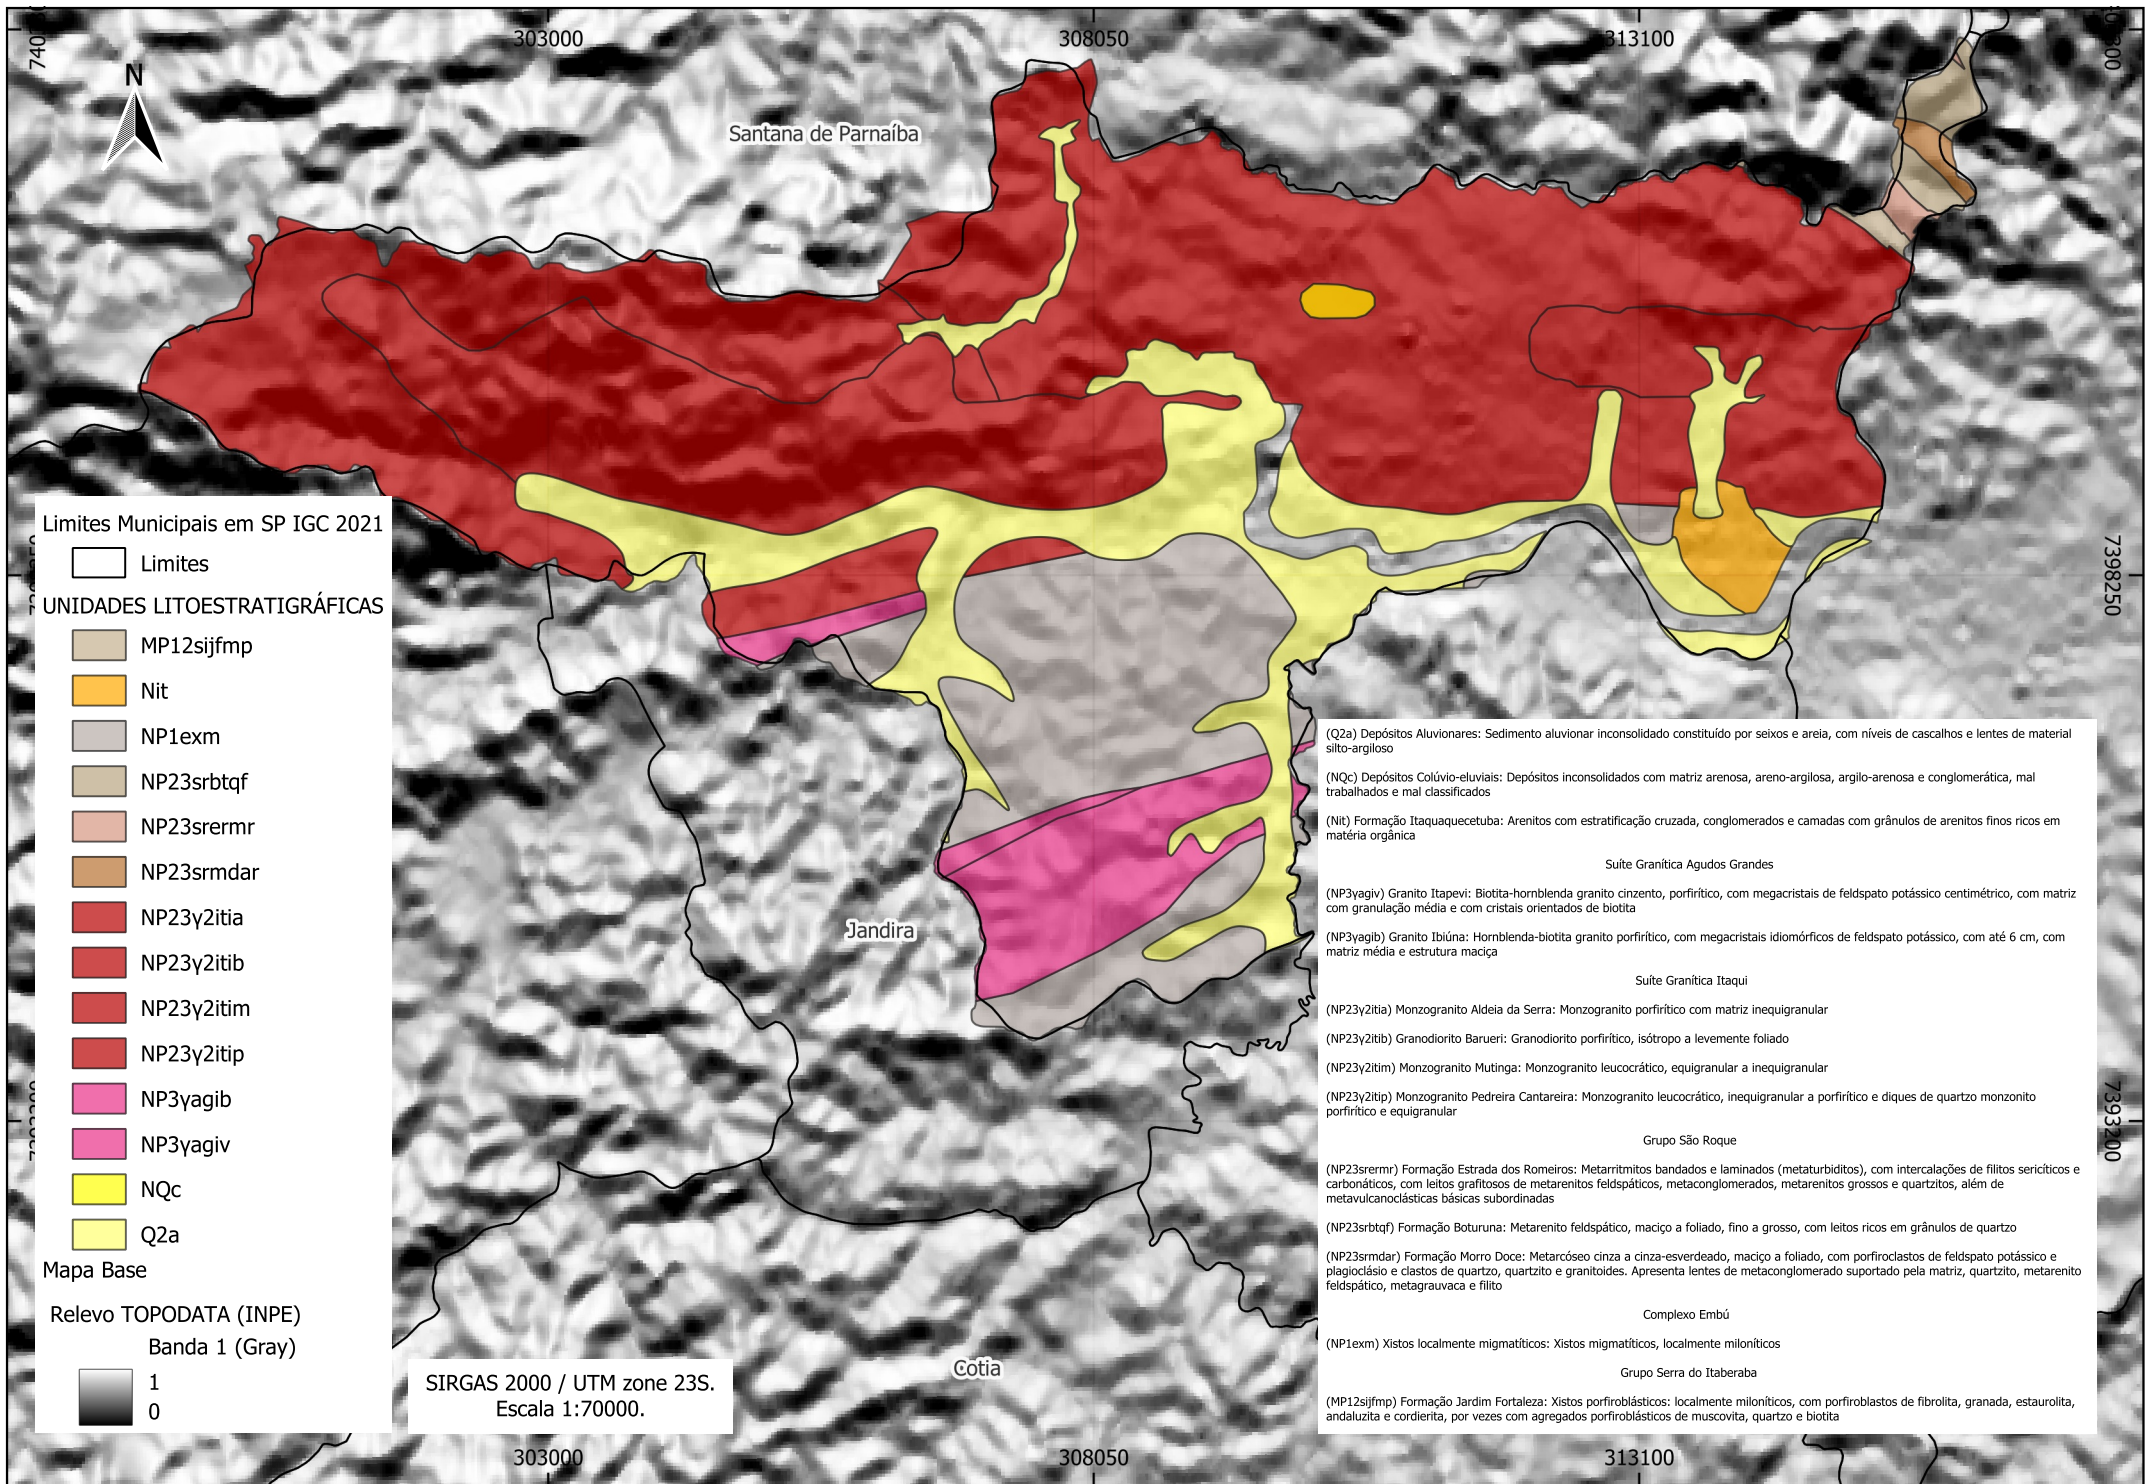 303000
308050
313100
N
Santana de Parnaíba
Limites Municipais em SP IGC 2021
Limites
UNIDADES LITOESTRATIGRÁFICAS
MP12sijfmp
Nit
NP1exm
NP23srbtqf
NP23srermr
NP23srmdar
NP23γ2itia
NP23γ2itib
NP23γ2itim
NP23γ2itip
NP3γagib
NP3γagiv
NQc
Q2a
Mapa Base
Relevo TOPODATA (INPE)
Banda 1 (Gray)
1
0
7398250
7393200
Jandira
Cotia
SIRGAS 2000 / UTM zone 23S.
Escala 1:70000.
(Q2a) Depósitos Aluvionares: Sedimento aluvionar inconsolidado constituído por seixos e areia, com níveis de cascalhos e lentes de material
silto-argiloso
(NQc) Depósitos Colúvio-eluviais: Depósitos inconsolidados com matriz arenosa, areno-argilosa, argilo-arenosa e conglomerática, mal
trabalhados e mal classificados
(Nit) Formação Itaquaquecetuba: Arenitos com estratificação cruzada, conglomerados e camadas com grânulos de arenitos finos ricos em
matéria orgânica
Suíte Granítica Agudos Grandes
(NP3γagiv) Granito Itapevi: Biotita-hornblenda granito cinzento, porfirítico, com megacristais de feldspato potássico centimétrico, com matriz
com granulação média e com cristais orientados de biotita
(NP3γagib) Granito Ibiúna: Hornblenda-biotita granito porfirítico, com megacristais idiomórficos de feldspato potássico, com até 6 cm, com
matriz média e estrutura maciça
Suíte Granítica Itaqui
(NP23γ2itia) Monzogranito Aldeia da Serra: Monzogranito porfirítico com matriz inequigranular
(NP23γ2itib) Granodiorito Barueri: Granodiorito porfirítico, isótropo a levemente foliado
(NP23γ2itim) Monzogranito Mutinga: Monzogranito leucocrático, equigranular a inequigranular
(NP23γ2itip) Monzogranito Pedreira Cantareira: Monzogranito leucocrático, inequigranular a porfirítico e diques de quartzo monzonito
porfirítico e equigranular
Grupo São Roque
(NP23srermr) Formação Estrada dos Romeiros: Metarritmitos bandados e laminados (metaturbiditos), com intercalações de filitos sericíticos e
carbonáticos, com leitos grafitosos de metarenitos feldspáticos, metaconglomerados, metarenitos grossos e quartzitos, além de
metavulcanoclásticas básicas subordinadas
(NP23srbtqf) Formação Boturuna: Metarenito feldspático, maciço a foliado, fino a grosso, com leitos ricos em grânulos de quartzo
(NP23srmdar) Formação Morro Doce: Metarcóseo cinza a cinza-esverdeado, maciço a foliado, com porfiroclastos de feldspato potássico e
plagioclásio e clastos de quartzo, quartzito e granitoides. Apresenta lentes de metaconglomerado suportado pela matriz, quartzito, metarenito
feldspático, metagrauvaca e filito
Complexo Embú
(NP1exm) Xistos localmente migmatíticos: Xistos migmatíticos, localmente miloníticos
Grupo Serra do Itaberaba
(MP12sijfmp) Formação Jardim Fortaleza: Xistos porfiroblásticos: localmente miloníticos, com porfiroblastos de fibrolita, granada, estaurolita,
andaluzita e cordierita, por vezes com agregados porfiroblásticos de muscovita, quartzo e biotita
303000
308050
313100